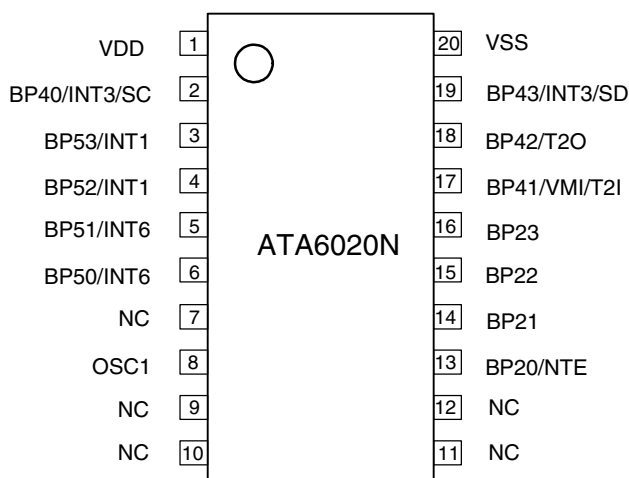 VDD 1 20 VSS
BP40/INT3/SC 2 19 BP43/INT3/SD
BP53/INT1 3 18 BP42/T2O
BP52/INT1 4 17 BP41/VMI/T2I
BP51/INT6 5 16 BP23
ATA6020N
BP50/INT6 6 15 BP22
NC 7 14 BP21
OSC1 8 13 BP20/NTE
NC 9 12 NC
NC 10 11 NC